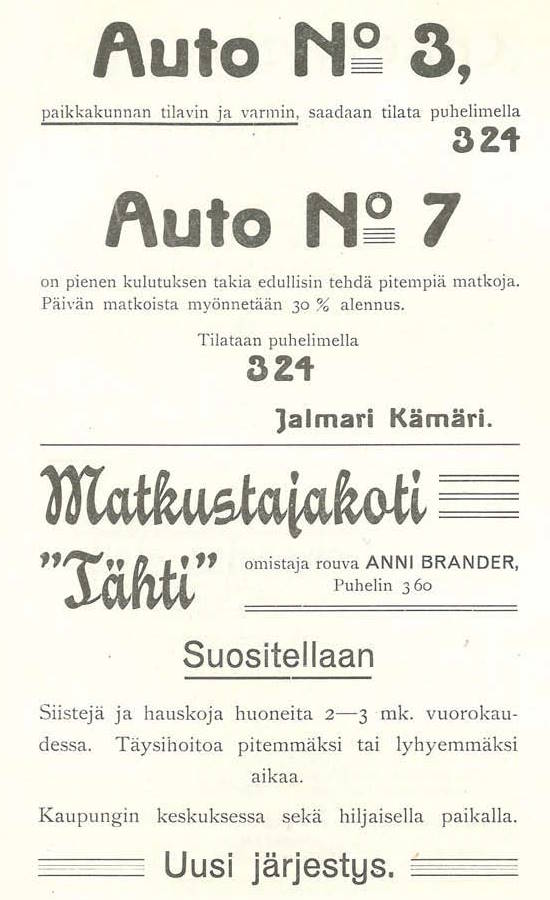 Auto Nº 3,
paikkakunnan tilavin ja varmin, saadaan tilata puhelimella
324
Auto Nº 7
on pienen kulutuksen takia edullisin tehdä pitempiä matkoja.
Päivän matkoista myönnetään 30 % alennus.
Tilataan puhelimella
324
Jalmari Kämäri.
Matkustajakoti
"Tähti"
omistaja rouva ANNI BRANDER,
Puhelin 360
Suositellaan
Siistejä ja hauskoja huoneita 2—3 mk. vuorokau-
dessa. Täysihoitoa pitemmäksi tai lyhyemmäksi
aikaa.
Kaupungin keskuksessa sekä hiljaisella paikalla.
Uusi järjestys.